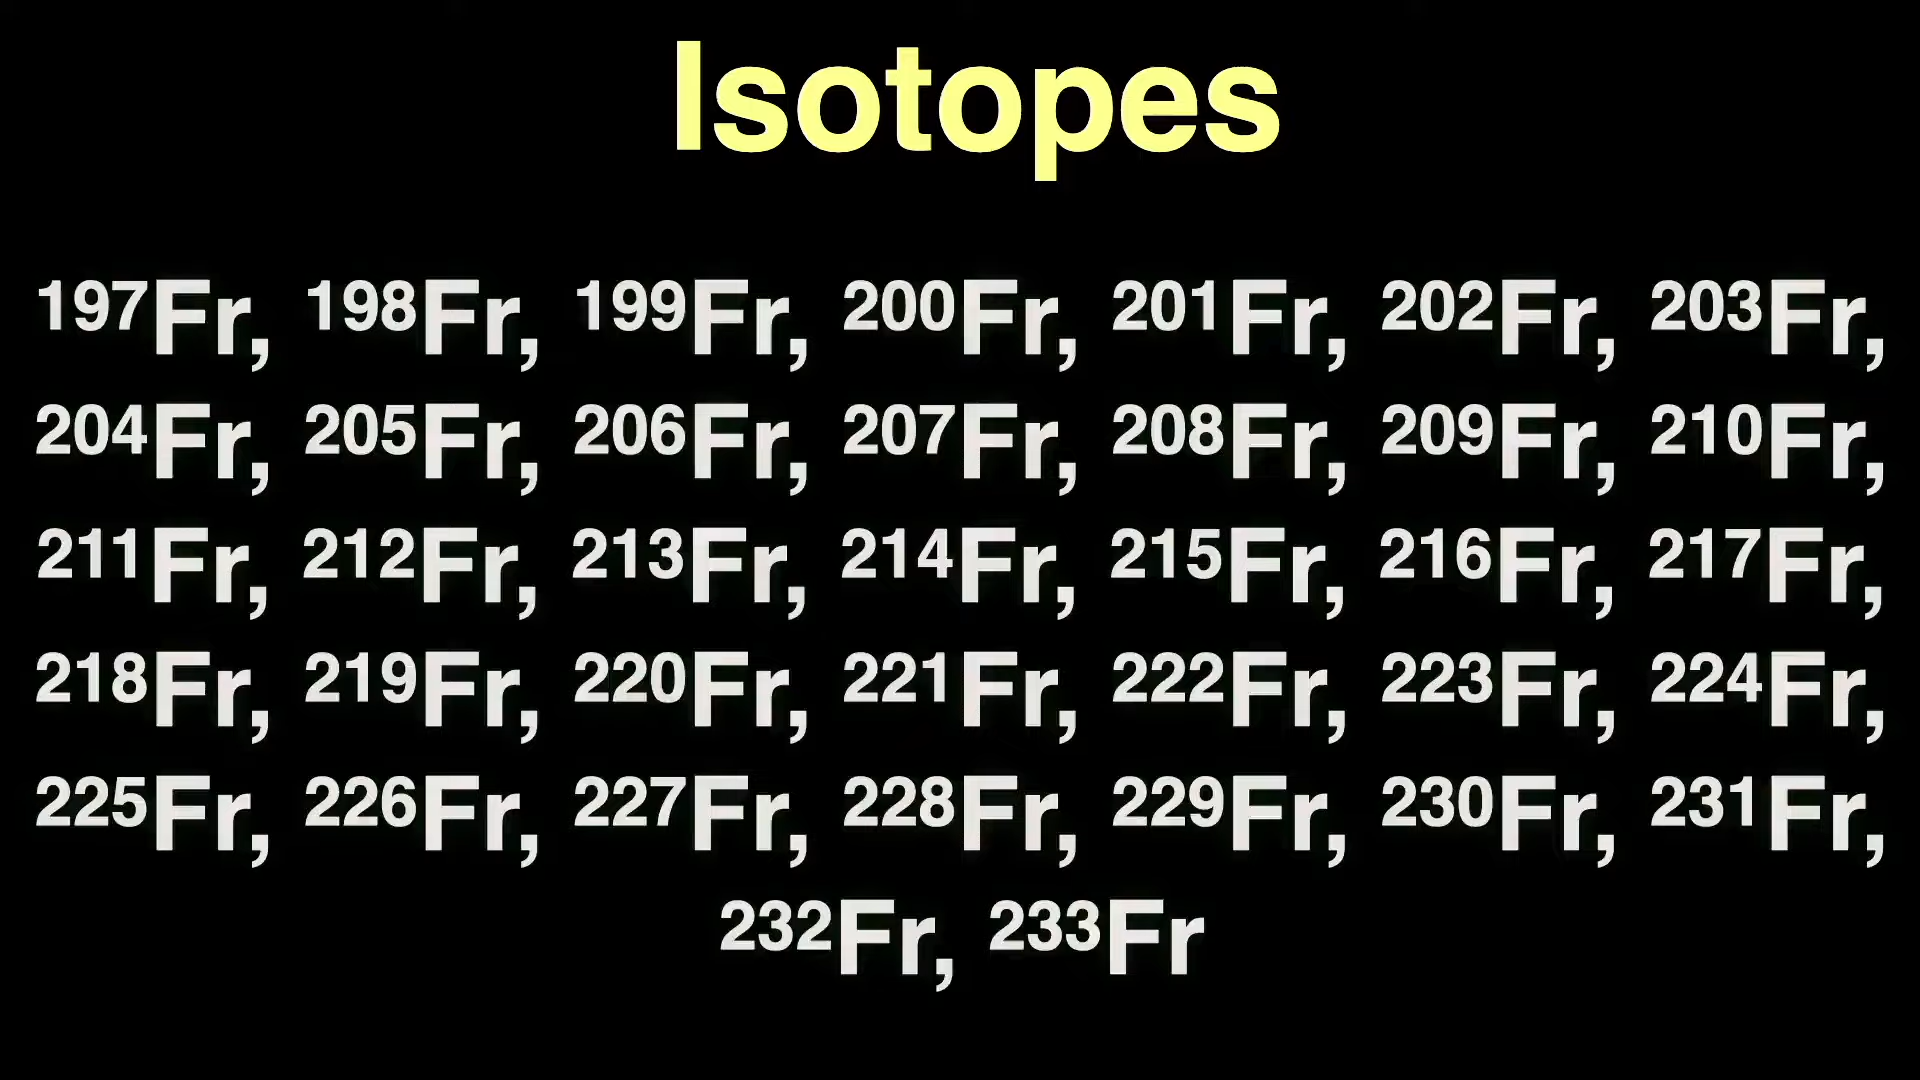 Isotopes
¹⁹⁷Fr, ¹⁹⁸Fr, ¹⁹⁹Fr, ²⁰⁰Fr, ²⁰¹Fr, ²⁰²Fr, ²⁰³Fr,
²⁰⁴Fr, ²⁰⁵Fr, ²⁰⁶Fr, ²⁰⁷Fr, ²⁰⁸Fr, ²⁰⁹Fr, ²¹⁰Fr,
²¹¹Fr, ²¹²Fr, ²¹³Fr, ²¹⁴Fr, ²¹⁵Fr, ²¹⁶Fr, ²¹⁷Fr,
²¹⁸Fr, ²¹⁹Fr, ²²⁰Fr, ²²¹Fr, ²²²Fr, ²²³Fr, ²²⁴Fr,
²²⁵Fr, ²²⁶Fr, ²²⁷Fr, ²²⁸Fr, ²²⁹Fr, ²³⁰Fr, ²³¹Fr,
²³²Fr, ²³³Fr